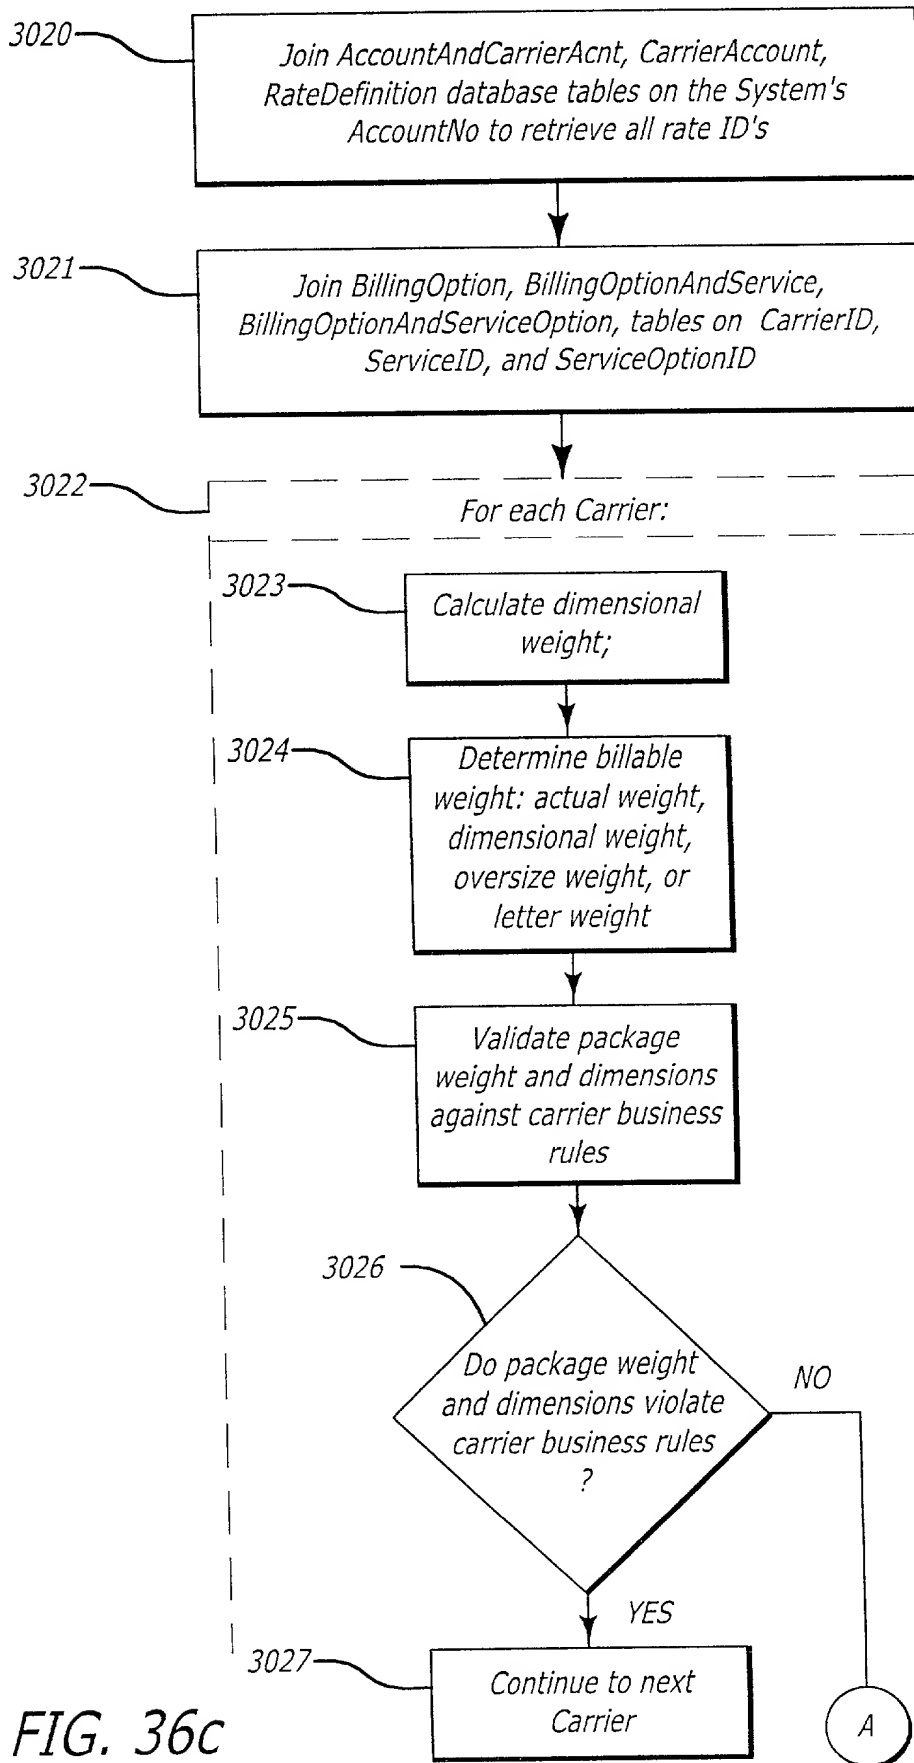 3020
Join AccountAndCarrierAcnt, CarrierAccount,
RateDefinition database tables on the System's
AccountNo to retrieve all rate ID's
3021
Join BillingOption, BillingOptionAndService,
BillingOptionAndServiceOption, tables on CarrierID,
ServiceID, and ServiceOptionID
3022
For each Carrier:
3023
Calculate dimensional
weight;
3024
Determine billable
weight: actual weight,
dimensional weight,
oversize weight, or
letter weight
3025
Validate package
weight and dimensions
against carrier business
rules
3026
Do package weight
and dimensions violate
carrier business rules
?
NO
YES
3027
Continue to next
Carrier
A
FIG. 36c